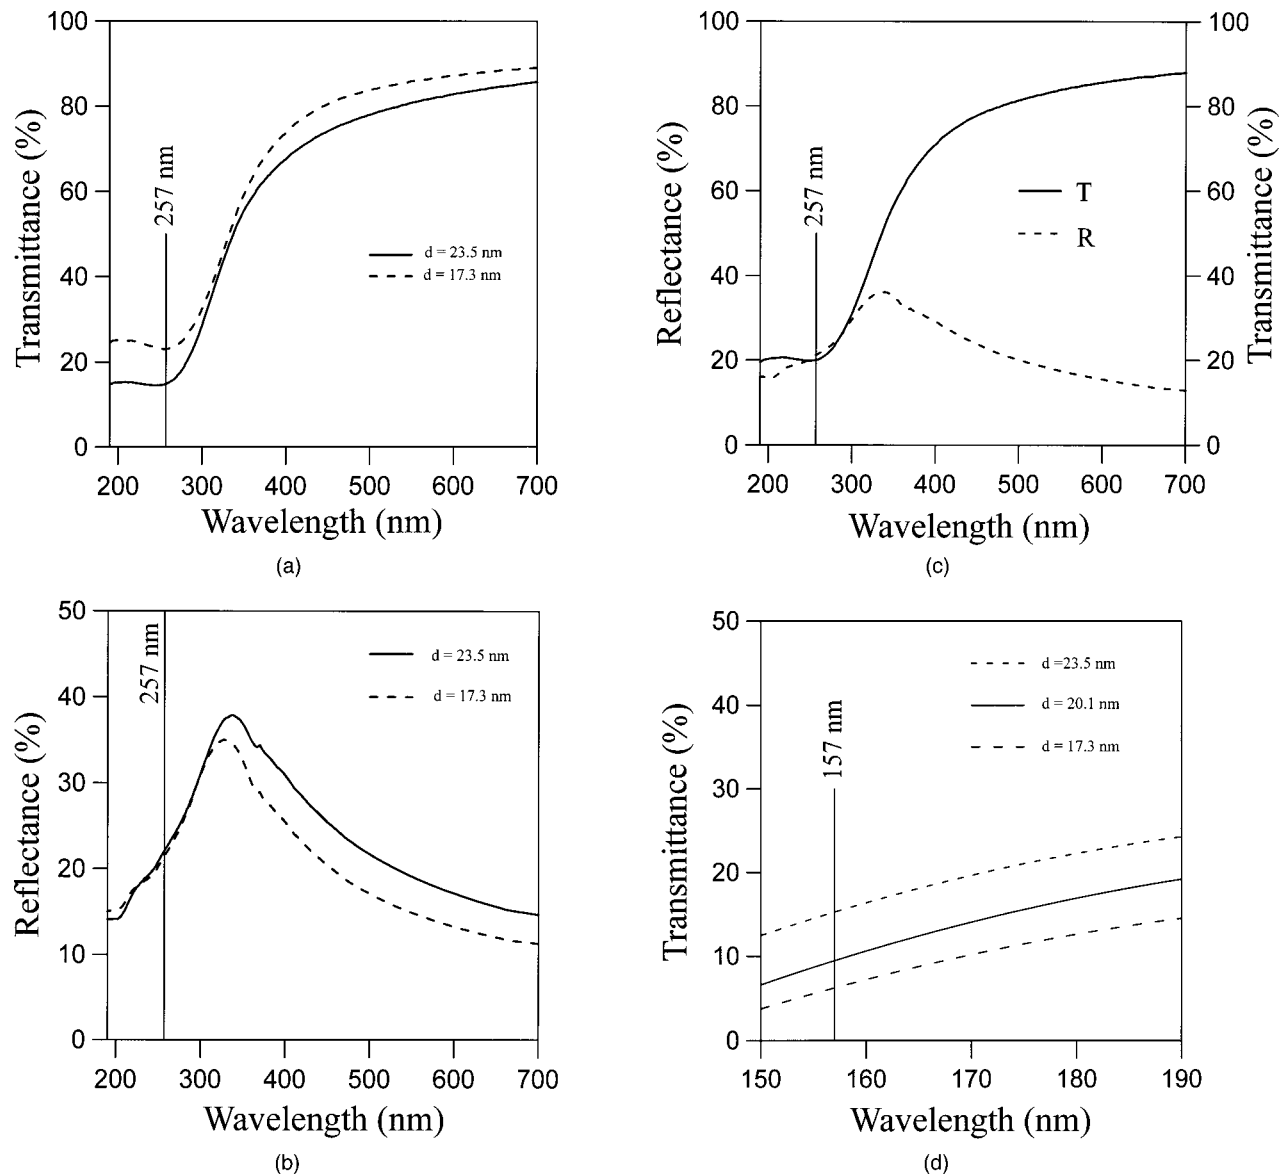 100
80
60
40
20
0
Transmittance (%)
257 nm
d = 23.5 nm
d = 17.3 nm
200 300 400 500 600 700
Wavelength (nm)
(a)
50
40
30
20
10
0
Reflectance (%)
257 nm
d = 23.5 nm
d = 17.3 nm
200 300 400 500 600 700
Wavelength (nm)
(b)
100
80
60
40
20
0
Reflectance (%)
257 nm
T
R
100
80
60
40
20
0
Transmittance (%)
200 300 400 500 600 700
Wavelength (nm)
(c)
50
40
30
20
10
0
Transmittance (%)
157 nm
d =23.5 nm
d = 20.1 nm
d = 17.3 nm
150 160 170 180 190
Wavelength (nm)
(d)